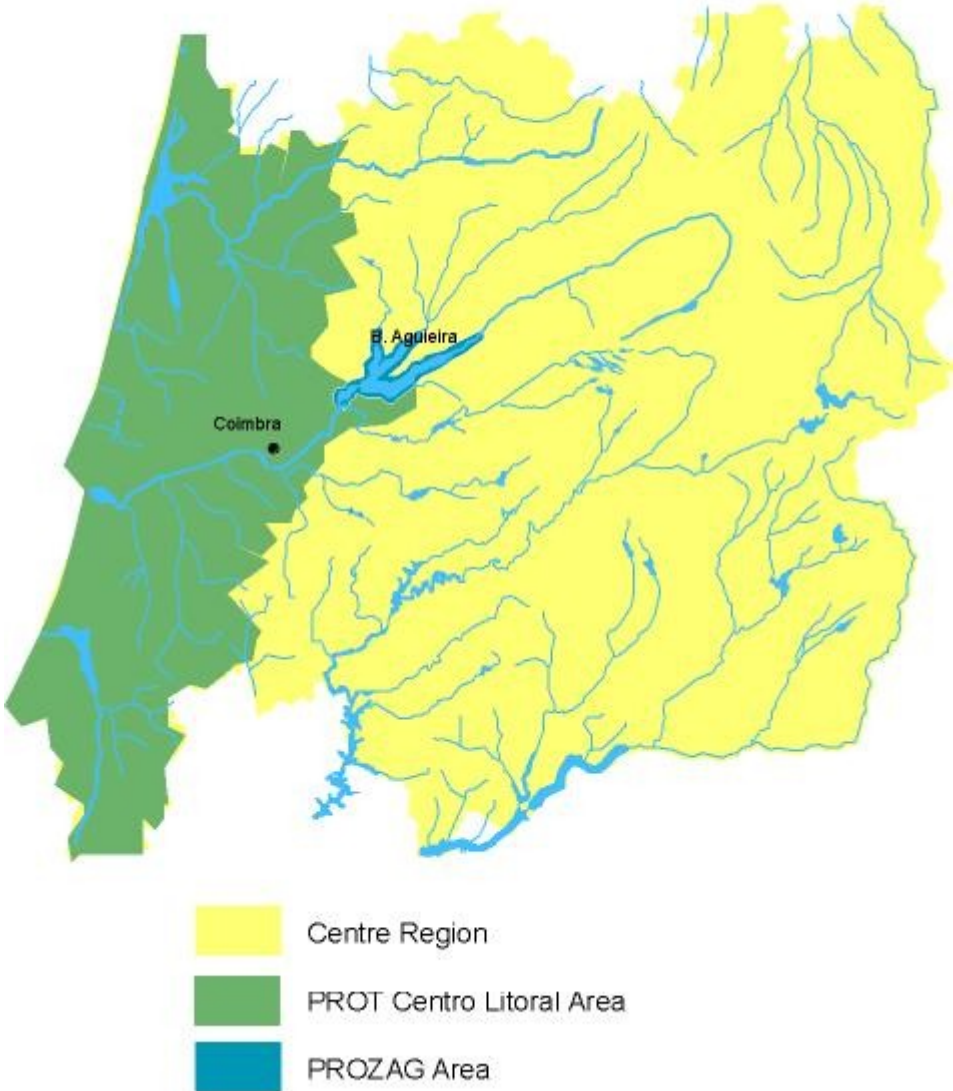 B. Aguieira
Coimbra
Centre Region
PROT Centro Litoral Area
PROZAG Area